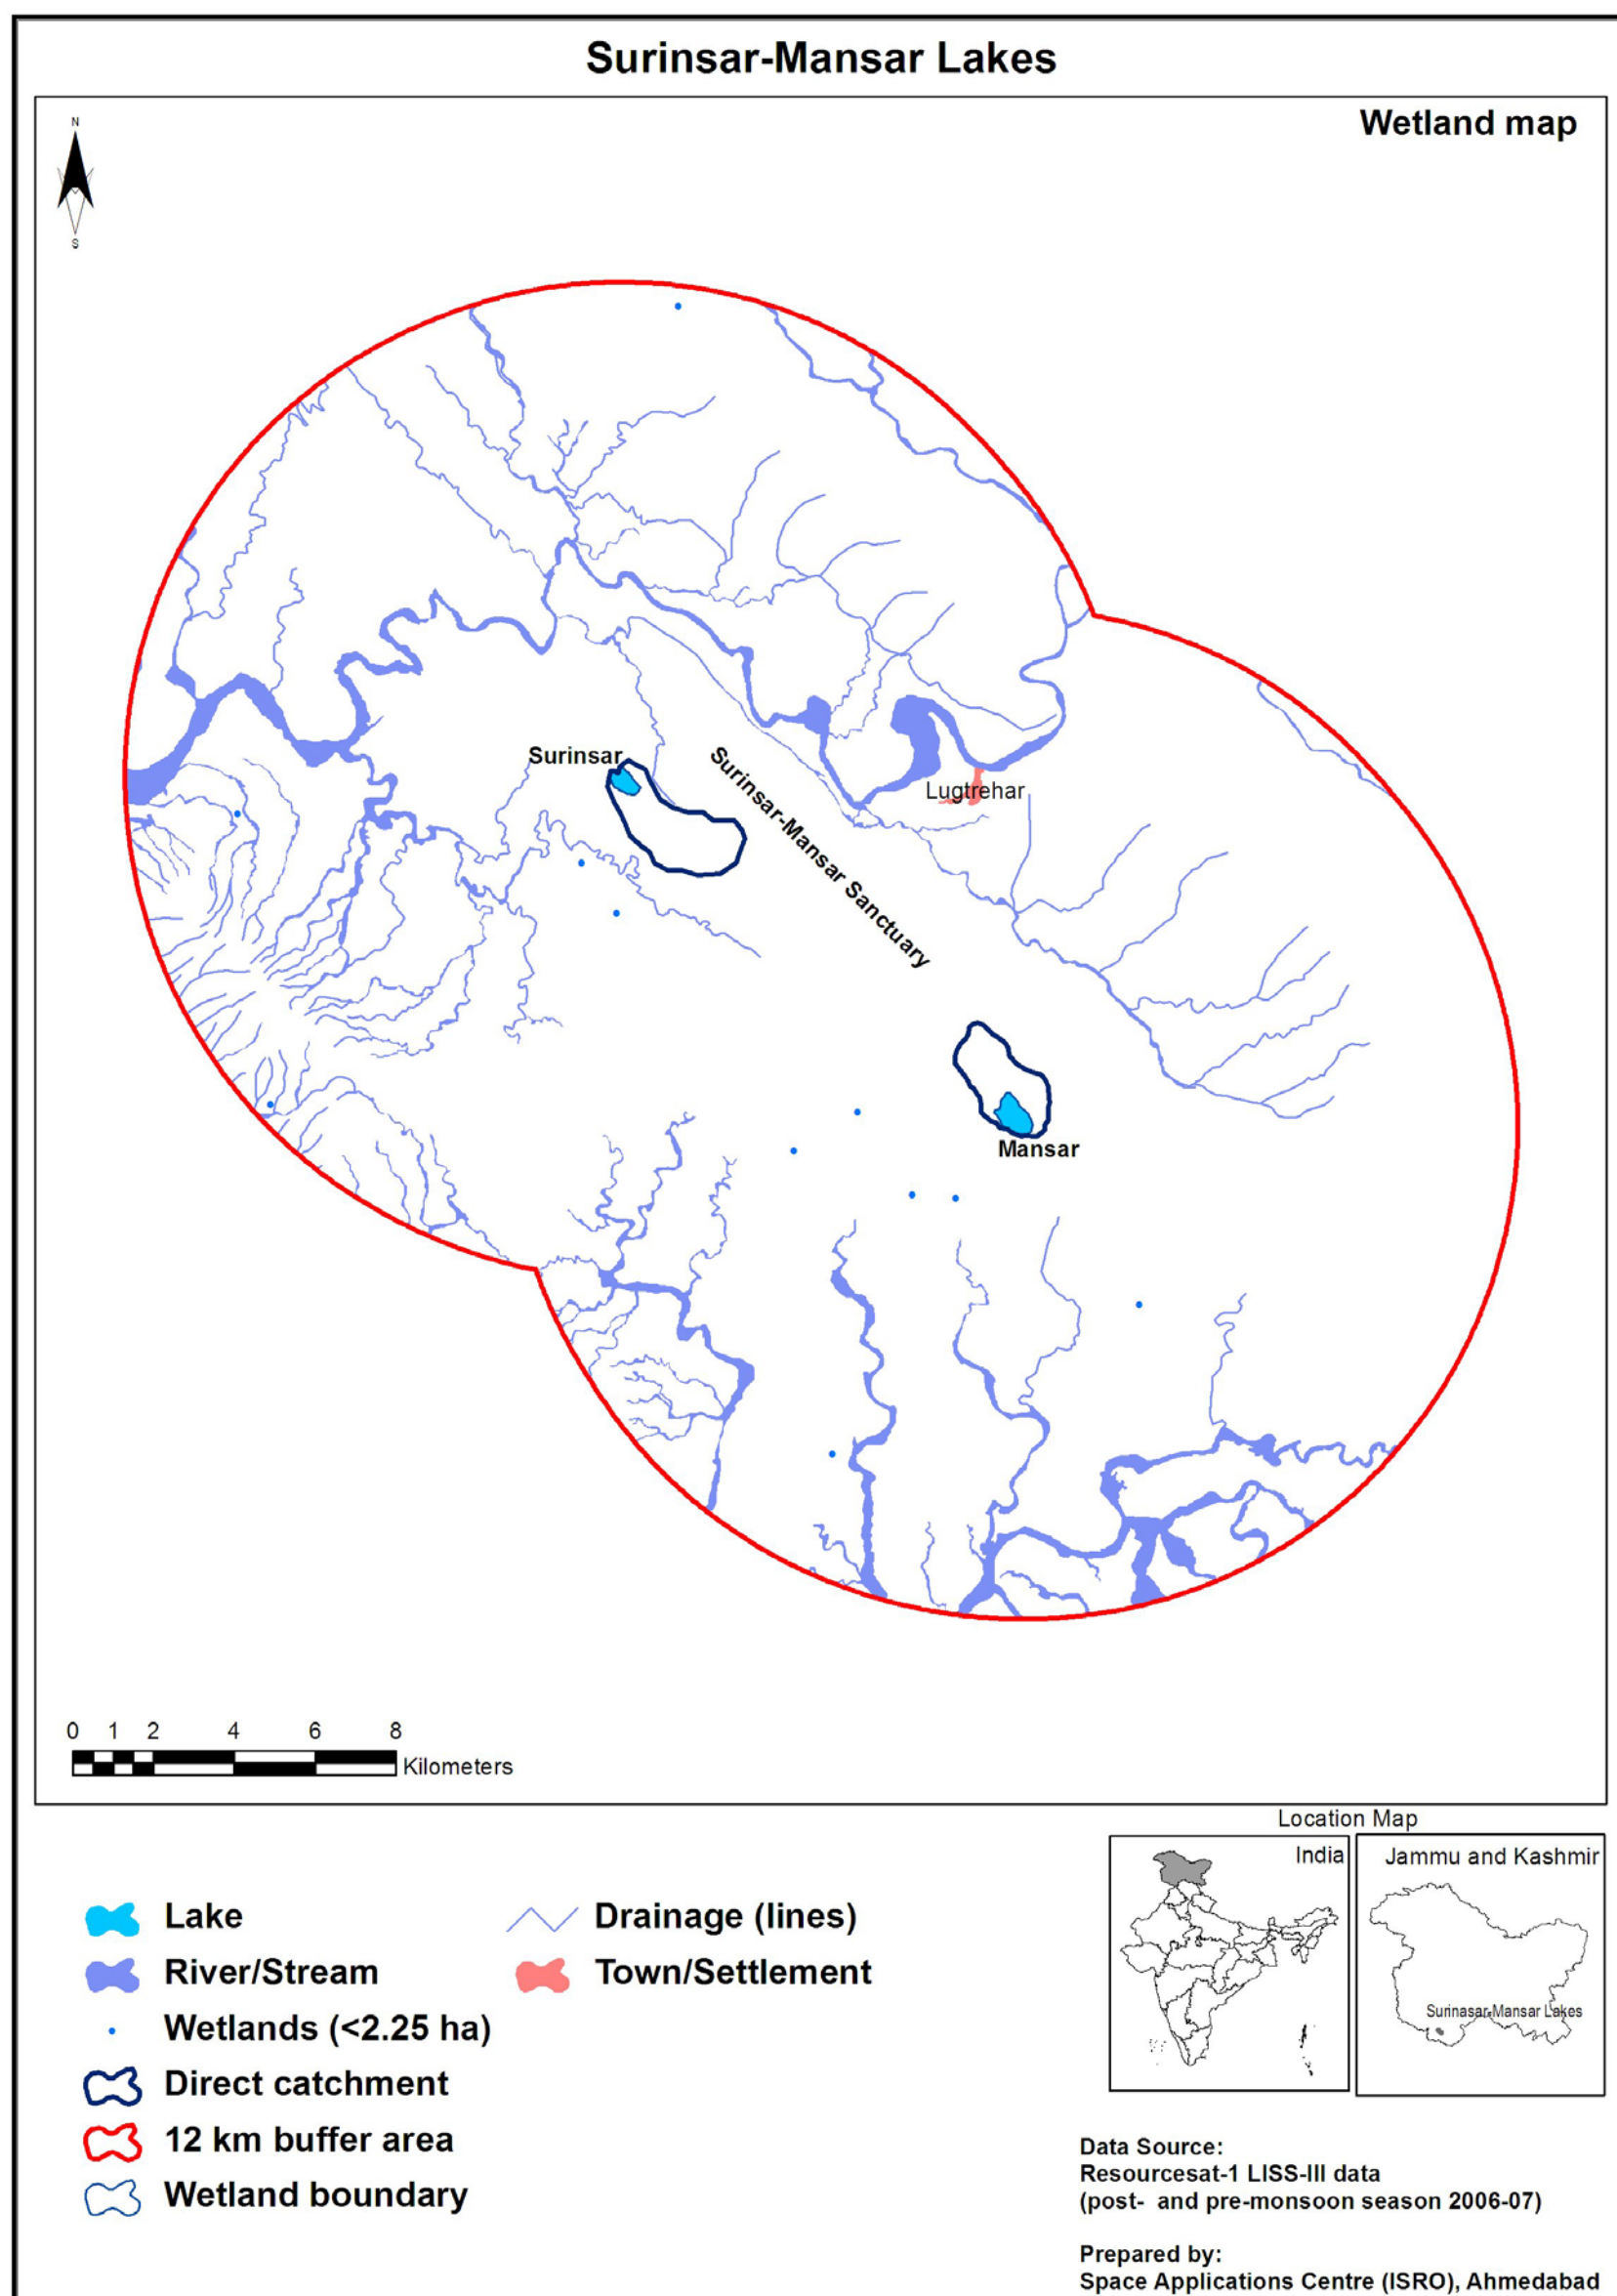 Surinsar-Mansar Lakes
Wetland map
N
S
Surinsar
Surinsar-Mansar Sanctuary
Lugtrehar
Mansar
0 1 2 4 6 8
Kilometers
Location Map
India
Jammu and Kashmir
Surinasar-Mansar Lakes
Lake
Drainage (lines)
River/Stream
Town/Settlement
Wetlands (<2.25 ha)
Direct catchment
12 km buffer area
Wetland boundary
Data Source:
Resourcesat-1 LISS-III data
(post- and pre-monsoon season 2006-07)
Prepared by:
Space Applications Centre (ISRO), Ahmedabad